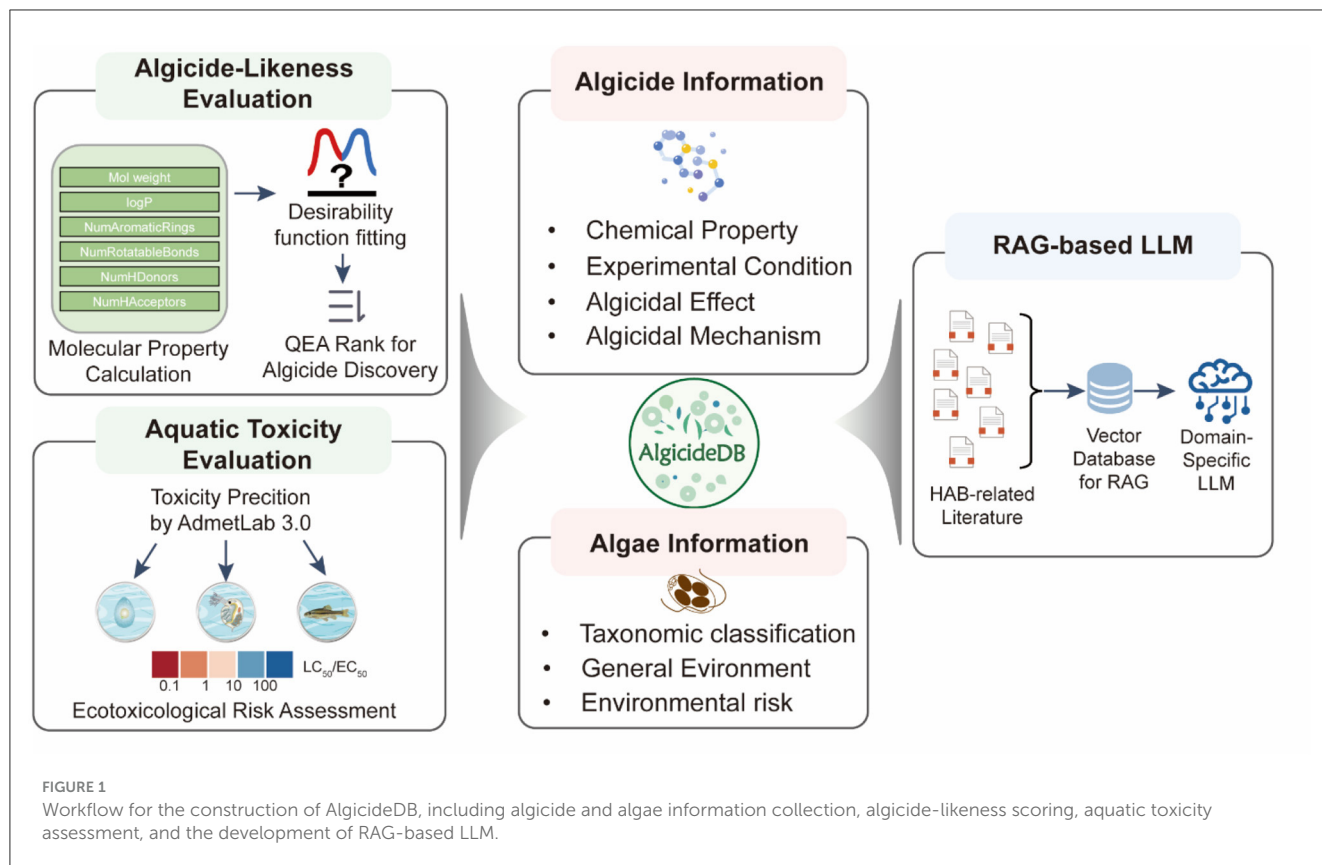 Algicide-Likeness
Evaluation
Mol weight
logP
NumAromaticRings
NumRotatableBonds
NumHDonors
NumHAcceptors
Molecular Property
Calculation
?
Desirability
function fitting
QEA Rank for
Algicide Discovery
Aquatic Toxicity
Evaluation
Toxicity Precition
by AdmetLab 3.0
LC50/EC50
0.1 1 10 100
Ecotoxicological Risk Assessment
Algicide Information
• Chemical Property
• Experimental Condition
• Algicidal Effect
• Algicidal Mechanism
AlgicideDB
Algae Information
• Taxonomic classification
• General Evironment
• Environmental risk
RAG-based LLM
HAB-related
Literature
Vector
Database
for RAG
Domain-
Specific
LLM
FIGURE 1
Workflow for the construction of AlgicideDB, including algicide and algae information collection, algicide-likeness scoring, aquatic toxicity
assessment, and the development of RAG-based LLM.